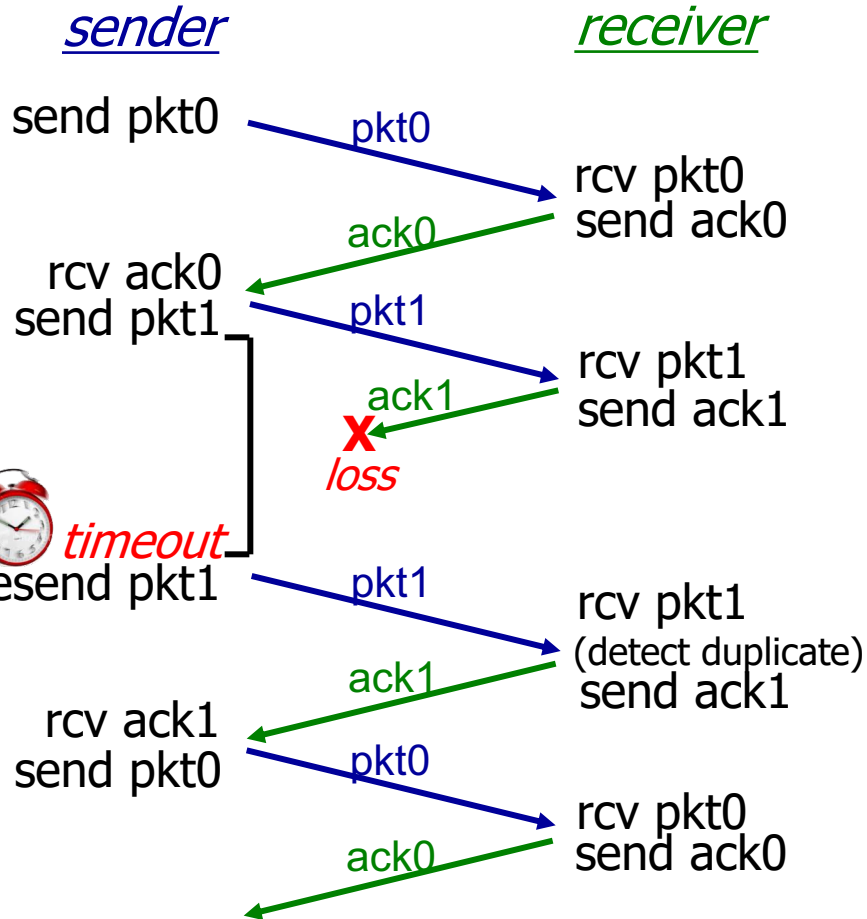 sender
receiver
send pkt0
pkt0
rcv pkt0
send ack0
ack0
rcv ack0
send pkt1
pkt1
rcv pkt1
send ack1
ack1
X
loss
timeout
esend pkt1
pkt1
rcv pkt1
(detect duplicate)
send ack1
ack1
rcv ack1
send pkt0
pkt0
rcv pkt0
send ack0
ack0